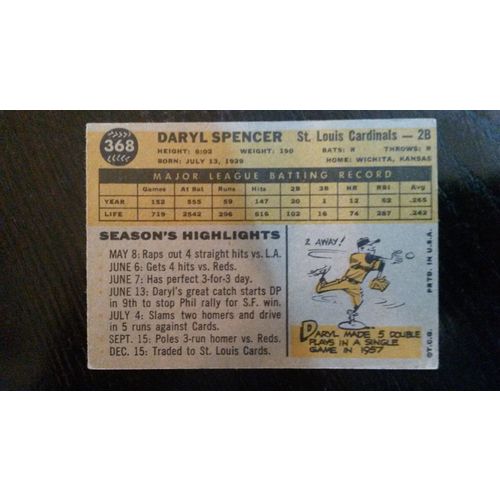 368
DARYL SPENCER St. Louis Cardinals — 2B
HEIGHT: 6:02 WEIGHT: 190 BATS: R THROWS: R
BORN: JULY 13, 1929 HOME: WICHITA, KANSAS
MAJOR LEAGUE BATTING RECORD
Games At Bat Runs Hits 2B 3B HR RBI Avg.
YEAR 152 555 59 147 20 1 12 62 .265
LIFE 719 2542 296 616 102 16 74 287 .242
SEASON'S HIGHLIGHTS
MAY 8: Raps out 4 straight hits vs. L.A.
JUNE 6: Gets 4 hits vs. Reds.
JUNE 7: Has perfect 3-for-3 day.
JUNE 13: Daryl's great catch starts DP
in 9th to stop Phil rally for S.F. win.
JULY 4: Slams two homers and drive
in 5 runs against Cards.
SEPT. 15: Poles 3-run homer vs. Reds.
DEC. 15: Traded to St. Louis Cards.
2 AWAY!
DARYL MADE 5 DOUBLE
PLAYS IN A SINGLE
GAME IN 1957
©T.C.G. PRTD. IN U.S.A.